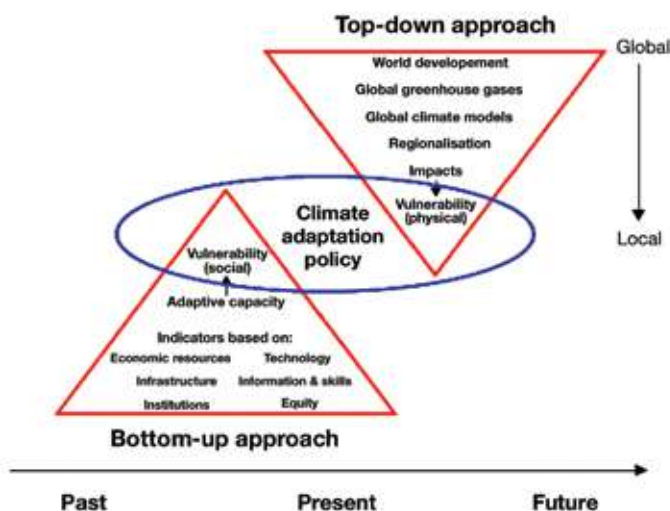 Top-down approach
Global
World developement
Global greenhouse gases
Global climate models
Regionalisation
Impacts
Vulnerability
(physical)
Local
Climate
adaptation
policy
Vulnerability
(social)
Adaptive capacity
Indicators based on:
Economic resources Technology
Infrastructure Information & skills
Institutions Equity
Bottom-up approach
Past Present Future